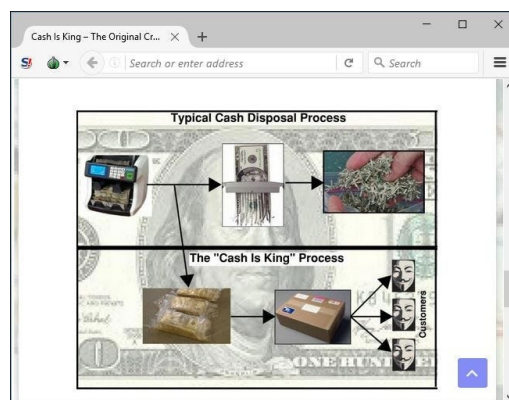 Cash Is King – The Original Cr...
Search or enter address
Search
Typical Cash Disposal Process
The "Cash Is King" Process
Customers
ONE HUN